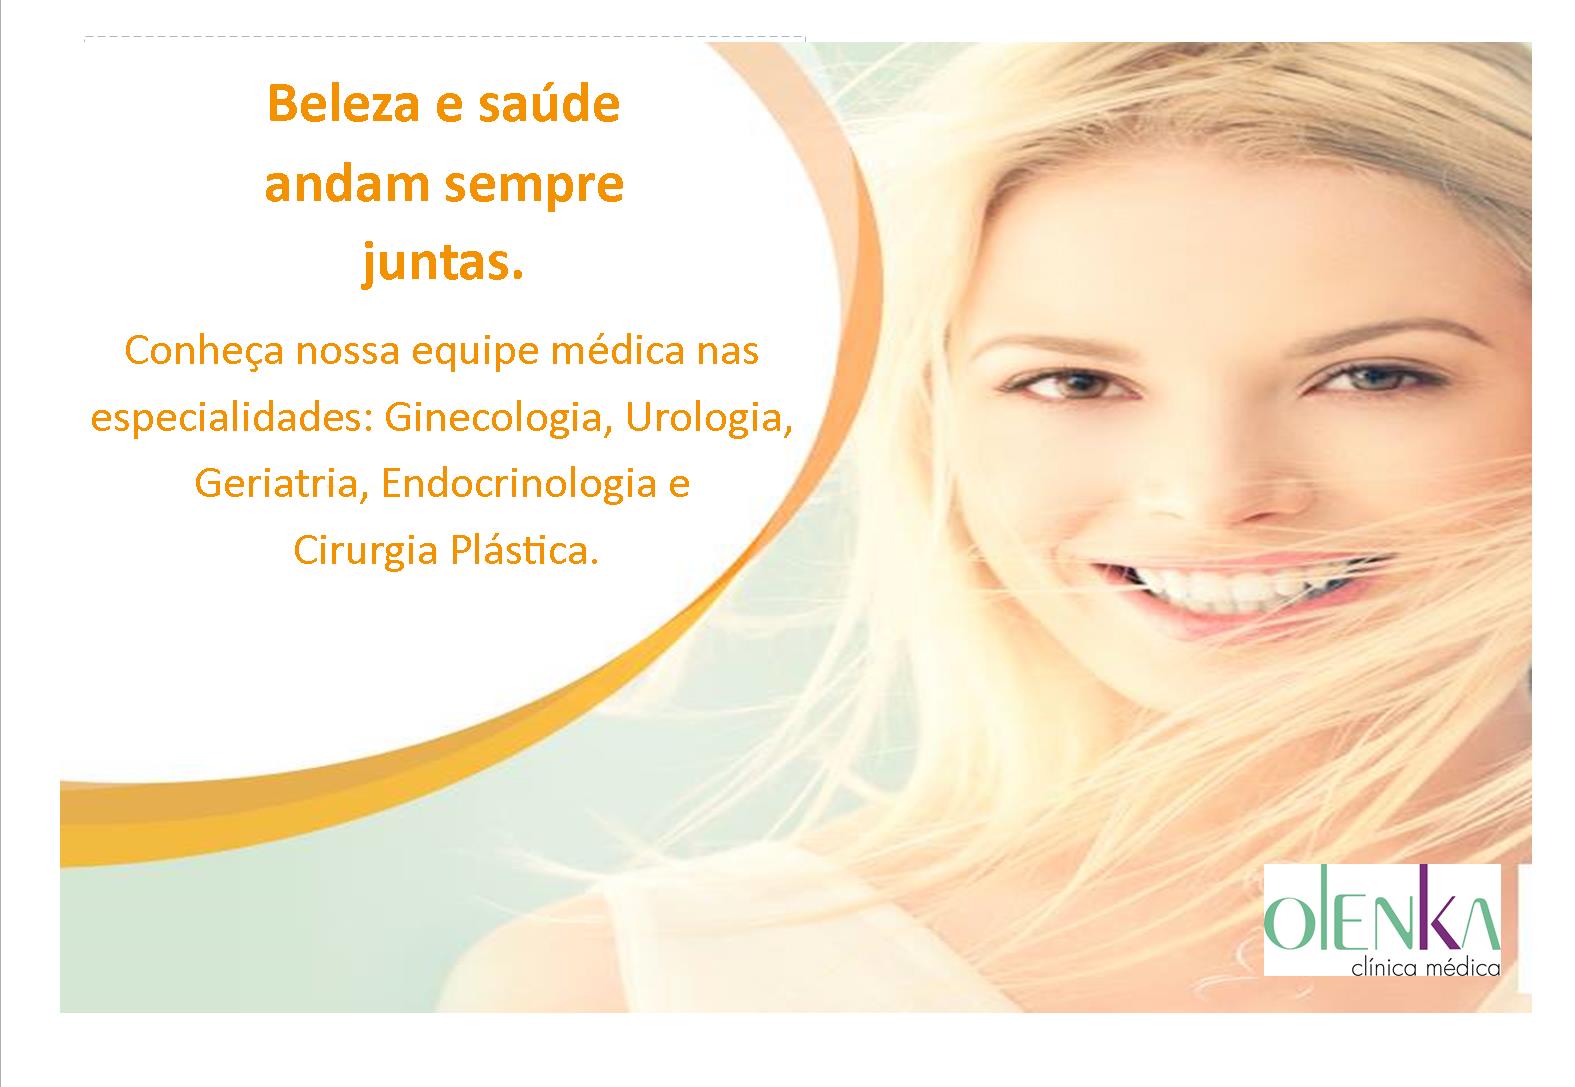 Beleza e saúde
andam sempre
juntas.
Conheça nossa equipe médica nas
especialidades: Ginecologia, Urologia,
Geriatria, Endocrinologia e
Cirurgia Plástica.
OlENKA
clínica médica